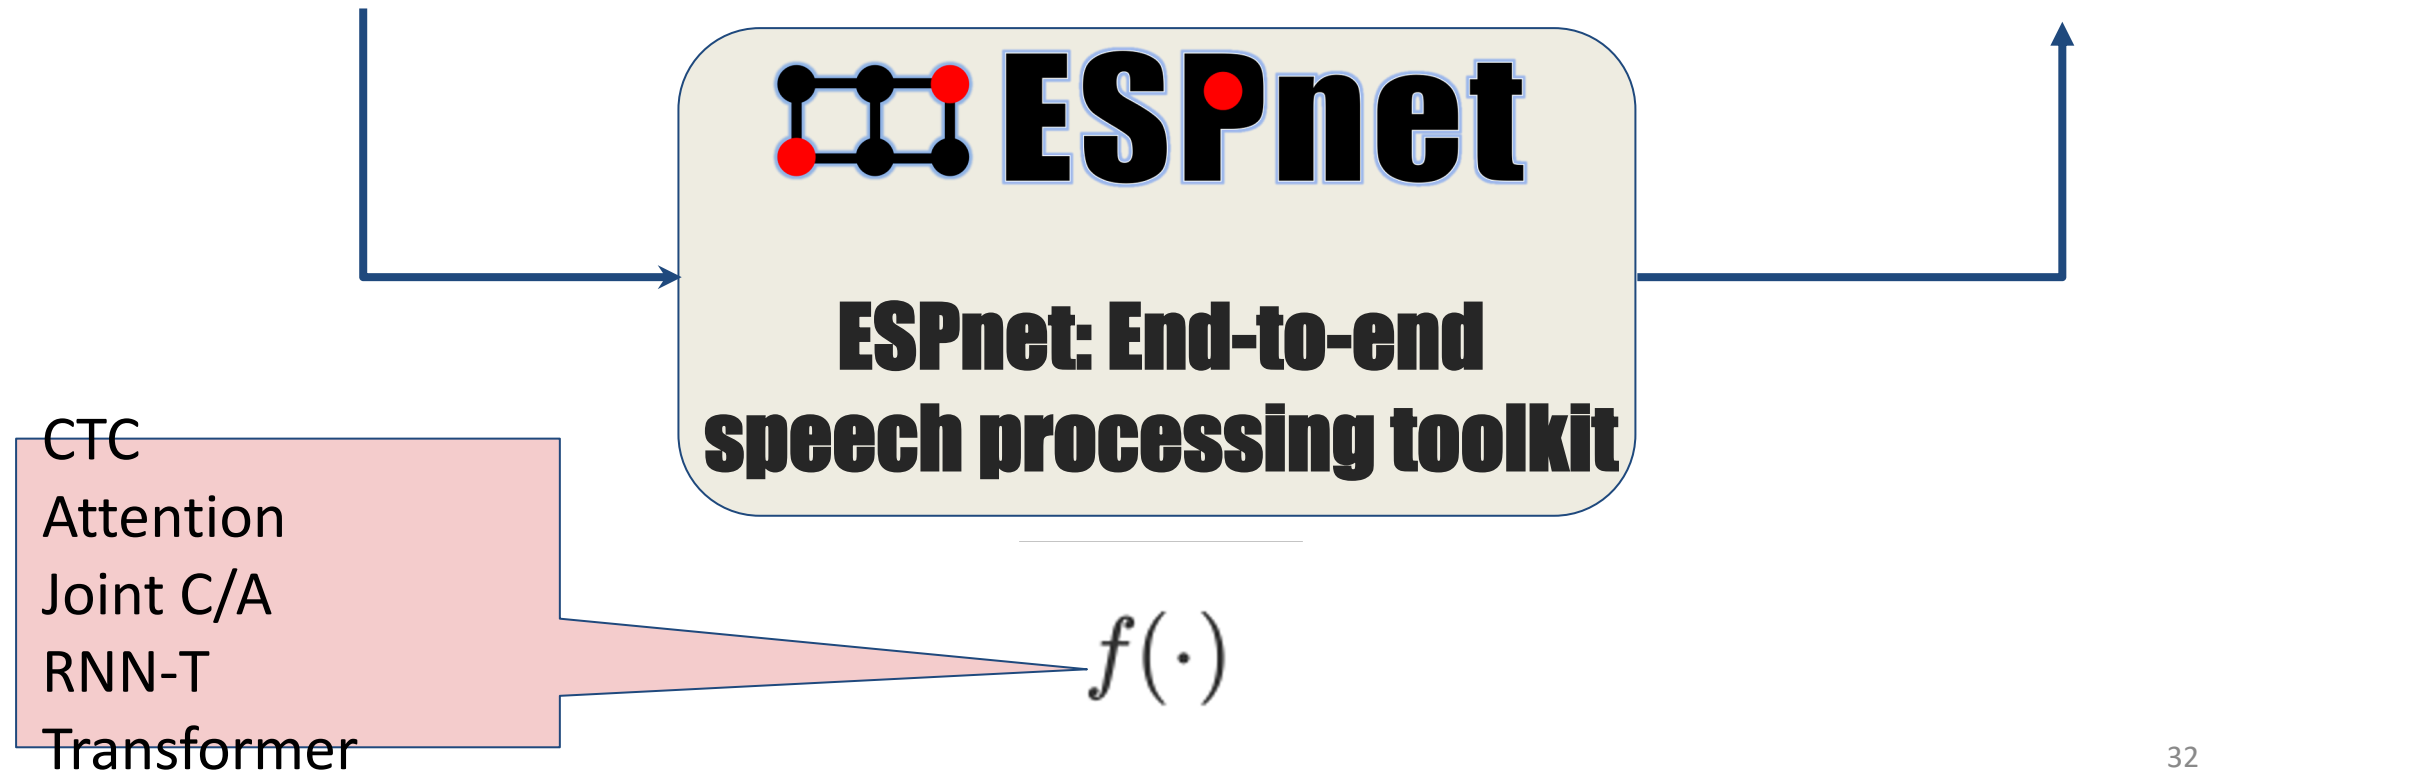 ESPnet
ESPnet: End-to-end
speech processing toolkit
CTC
Attention
Joint C/A
RNN-T
Transformer
f(·)
32